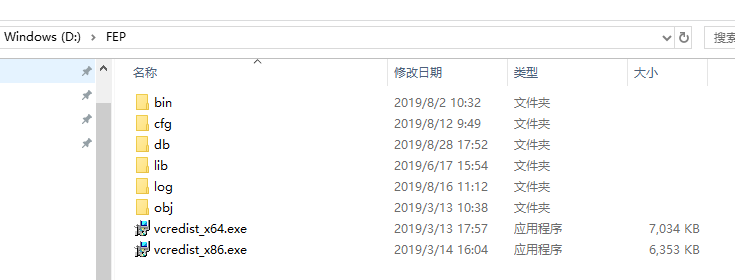 Windows (D:) › FEP 搜索
名称 修改日期 类型 大小
bin 2019/8/2 10:32 文件夹
cfg 2019/8/12 9:49 文件夹
db 2019/8/28 17:52 文件夹
lib 2019/6/17 15:54 文件夹
log 2019/8/16 11:12 文件夹
obj 2019/3/13 10:38 文件夹
vcredist_x64.exe 2019/3/13 17:57 应用程序 7,034 KB
vcredist_x86.exe 2019/3/14 16:04 应用程序 6,353 KB